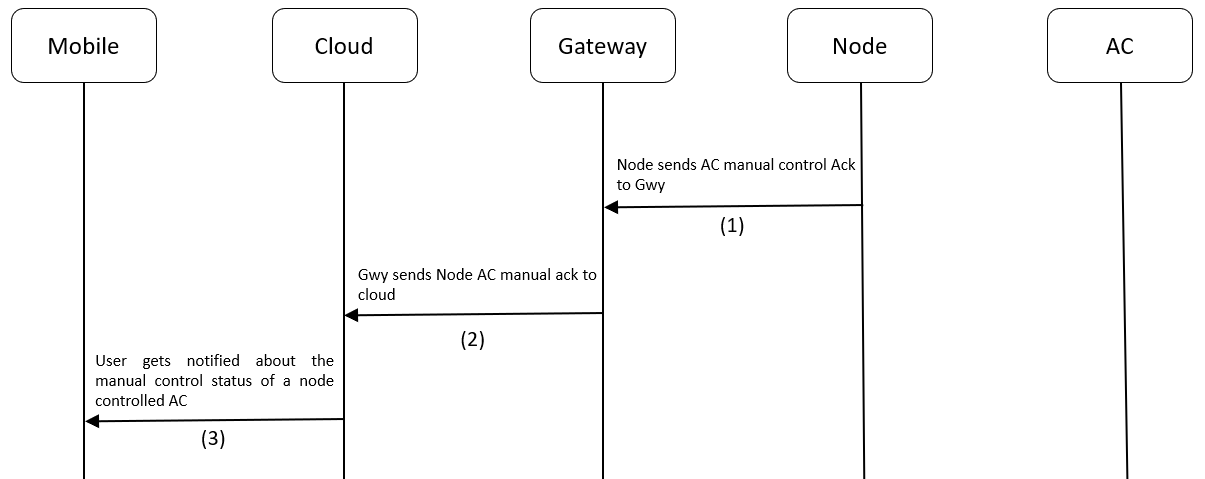 Mobile
Cloud
Gateway
Node
AC
Node sends AC manual control Ack
to Gwy
(1)
Gwy sends Node AC manual ack to
cloud
(2)
User gets notified about the
manual control status of a node
controlled AC
(3)